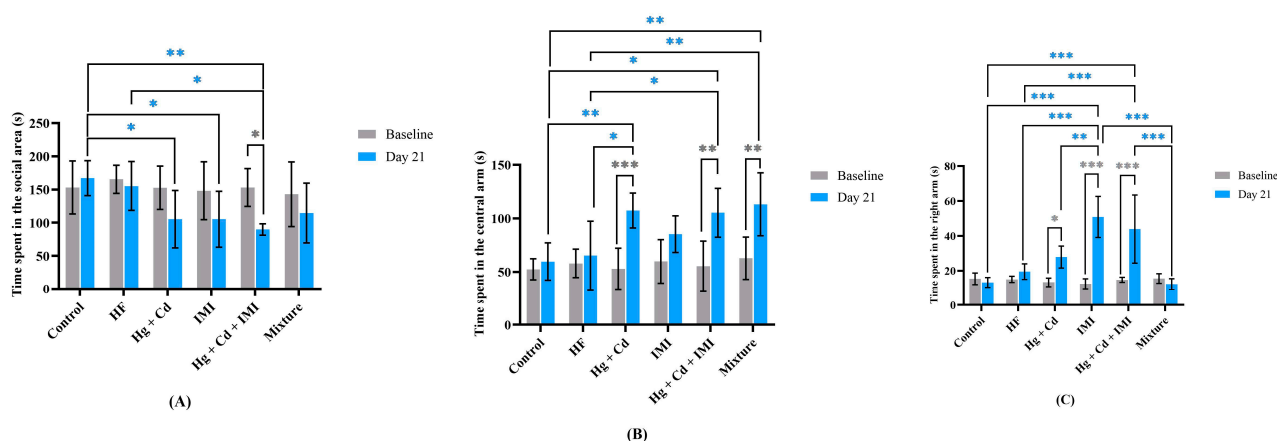 Time spent in the social area (s)
250
200
150
100
50
0
**
*
*
*
*
Control
HF
Hg + Cd
IMI
Hg + Cd + IMI
Mixture
Baseline
Day 21
(A)
Time spent in the central arm (s)
150
100
50
0
**
**
*
*
**
*
***
**
**
Control
HF
Hg + Cd
IMI
Hg + Cd + IMI
Mixture
Baseline
Day 21
(B)
Time spent in the right arm (s)
80
60
40
20
0
***
***
***
***
***
**
***
***
***
*
Control
HF
Hg + Cd
IMI
Hg + Cd + IMI
Mixture
Baseline
Day 21
(C)